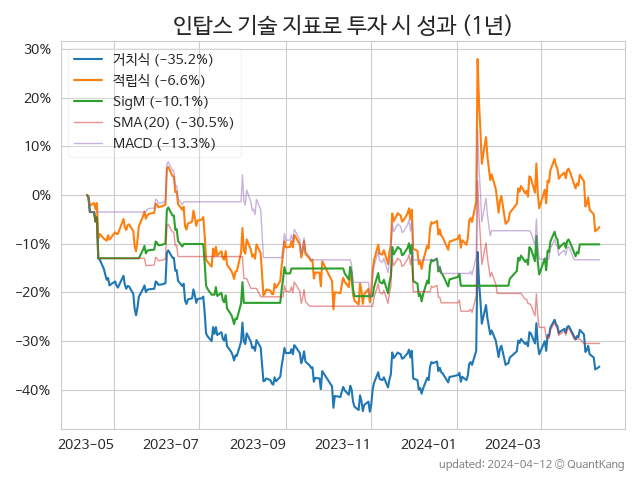 인탑스 기술 지표로 투자 시 성과 (1년)
30%
20%
10%
0%
−10%
−20%
−30%
−40%
거치식 (−35.2%)
적립식 (−6.6%)
SigM (−10.1%)
SMA(20) (−30.5%)
MACD (−13.3%)
2023-05 2023-07 2023-09 2023-11 2024-01 2024-03
updated: 2024-04-12 © QuantKang